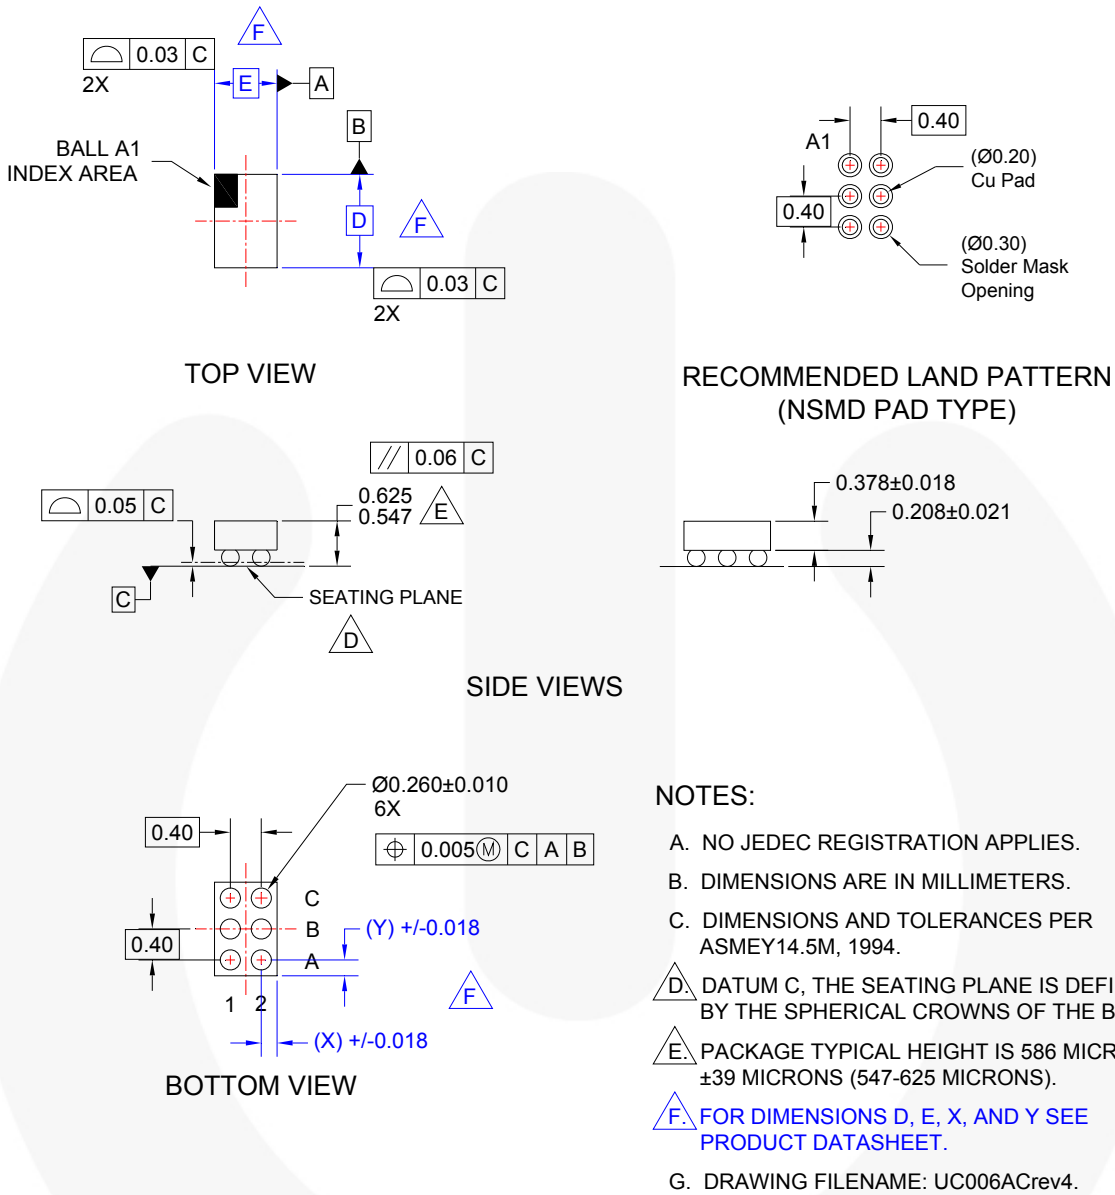 F
0.03 C
2X
E
A
B
BALL A1
INDEX AREA
D
F
0.03 C
2X
TOP VIEW
0.40
A1
(Ø0.20)
Cu Pad
0.40
(Ø0.30)
Solder Mask
Opening
RECOMMENDED LAND PATTERN
(NSMD PAD TYPE)
// 0.06 C
0.05 C
0.625
0.547
E
C
SEATING PLANE
D
0.378±0.018
0.208±0.021
SIDE VIEWS
Ø0.260±0.010
6X
0.40
0.005 Ⓜ C A B
C
B
A
0.40
(Y) +/-0.018
F
1 2
(X) +/-0.018
BOTTOM VIEW
NOTES:
A. NO JEDEC REGISTRATION APPLIES.
B. DIMENSIONS ARE IN MILLIMETERS.
C. DIMENSIONS AND TOLERANCES PER
ASMEY14.5M, 1994.
D. DATUM C, THE SEATING PLANE IS DEFI
BY THE SPHERICAL CROWNS OF THE B
E. PACKAGE TYPICAL HEIGHT IS 586 MICR
±39 MICRONS (547-625 MICRONS).
F. FOR DIMENSIONS D, E, X, AND Y SEE
PRODUCT DATASHEET.
G. DRAWING FILENAME: UC006ACrev4.